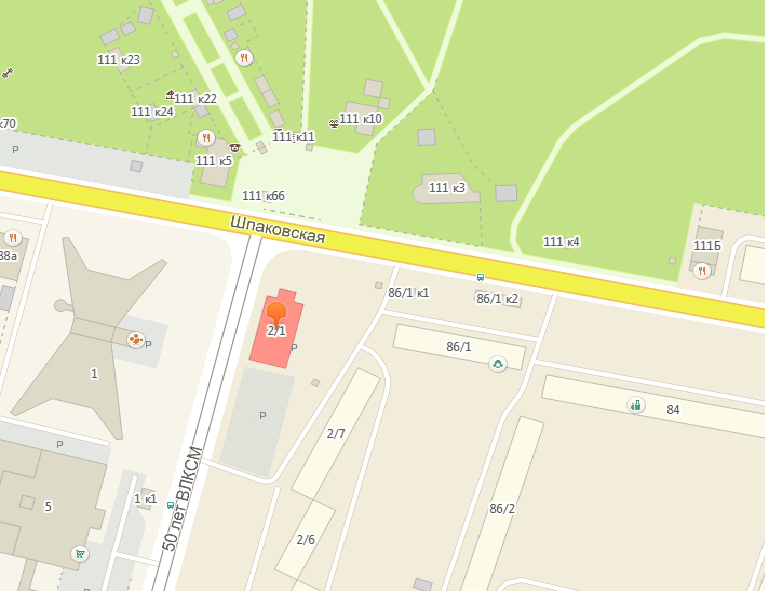 111 к23
111 к22
111 к24
к70
P
111 к10
111 к11
111 к5
111 к3
111 к66
Шпаковская
111 к4
111Б
88а
86/1 к1
86/1 к2
2/1
P
P
86/1
1
84
P
2/7
P
50 лет ВЛКСМ
1 к1
5
86/2
2/6
P